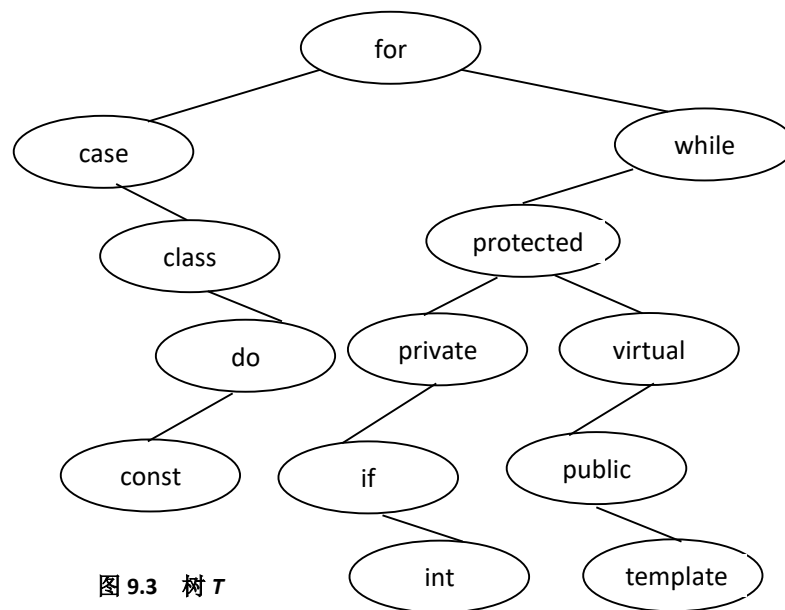 for
case
while
class
protected
do
private
virtual
const
if
public
int
template
图 9.3 树 T